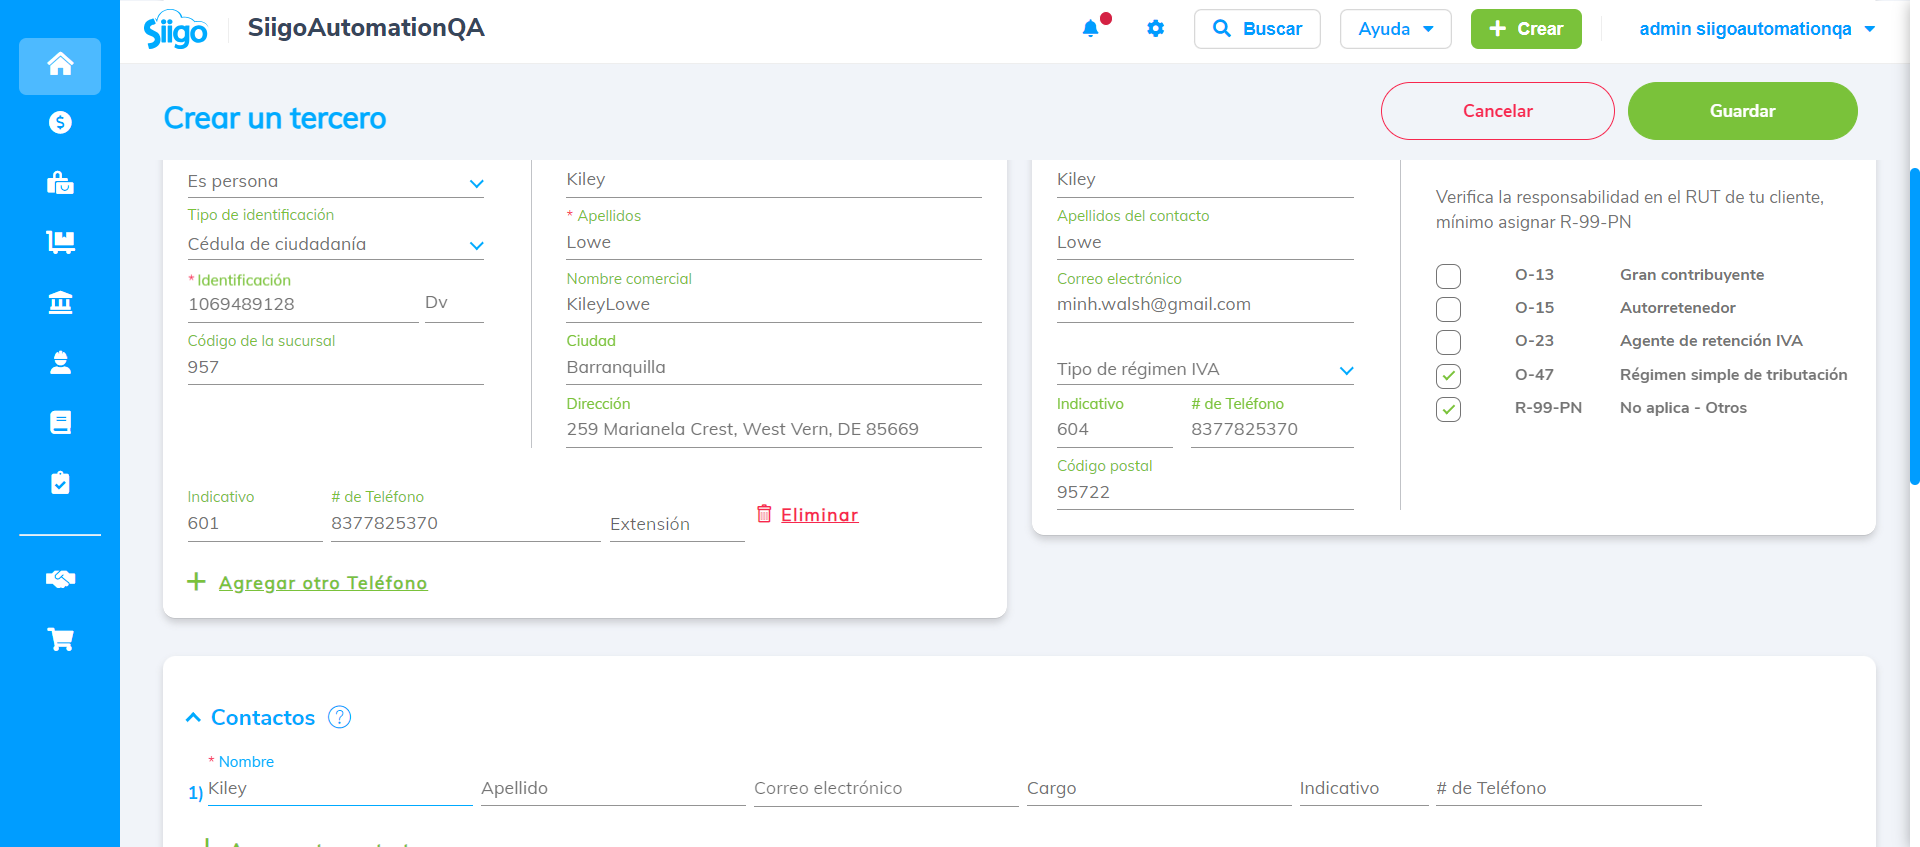 Siigo
SiigoAutomationQA
Buscar
Ayuda
Crear
admin siigoautomationqa
Crear un tercero
Cancelar
Guardar
Es persona
Tipo de identificación
Cédula de ciudadanía
* Identificación
1069489128
Dv
Código de la sucursal
957
Kiley
* Apellidos
Lowe
Nombre comercial
KileyLowe
Ciudad
Barranquilla
Dirección
259 Marianela Crest, West Vern, DE 85669
Indicativo
601
# de Teléfono
8377825370
Extensión
Eliminar
Agregar otro Teléfono
Kiley
Apellidos del contacto
Lowe
Correo electrónico
minh.walsh@gmail.com
Tipo de régimen IVA
Indicativo
604
# de Teléfono
8377825370
Código postal
95722
Verifica la responsabilidad en el RUT de tu cliente,
mínimo asignar R-99-PN
O-13 Gran contribuyente
O-15 Autorretenedor
O-23 Agente de retención IVA
O-47 Régimen simple de tributación
R-99-PN No aplica - Otros
Contactos ?
* Nombre
1) Kiley
Apellido
Correo electrónico
Cargo
Indicativo
# de Teléfono